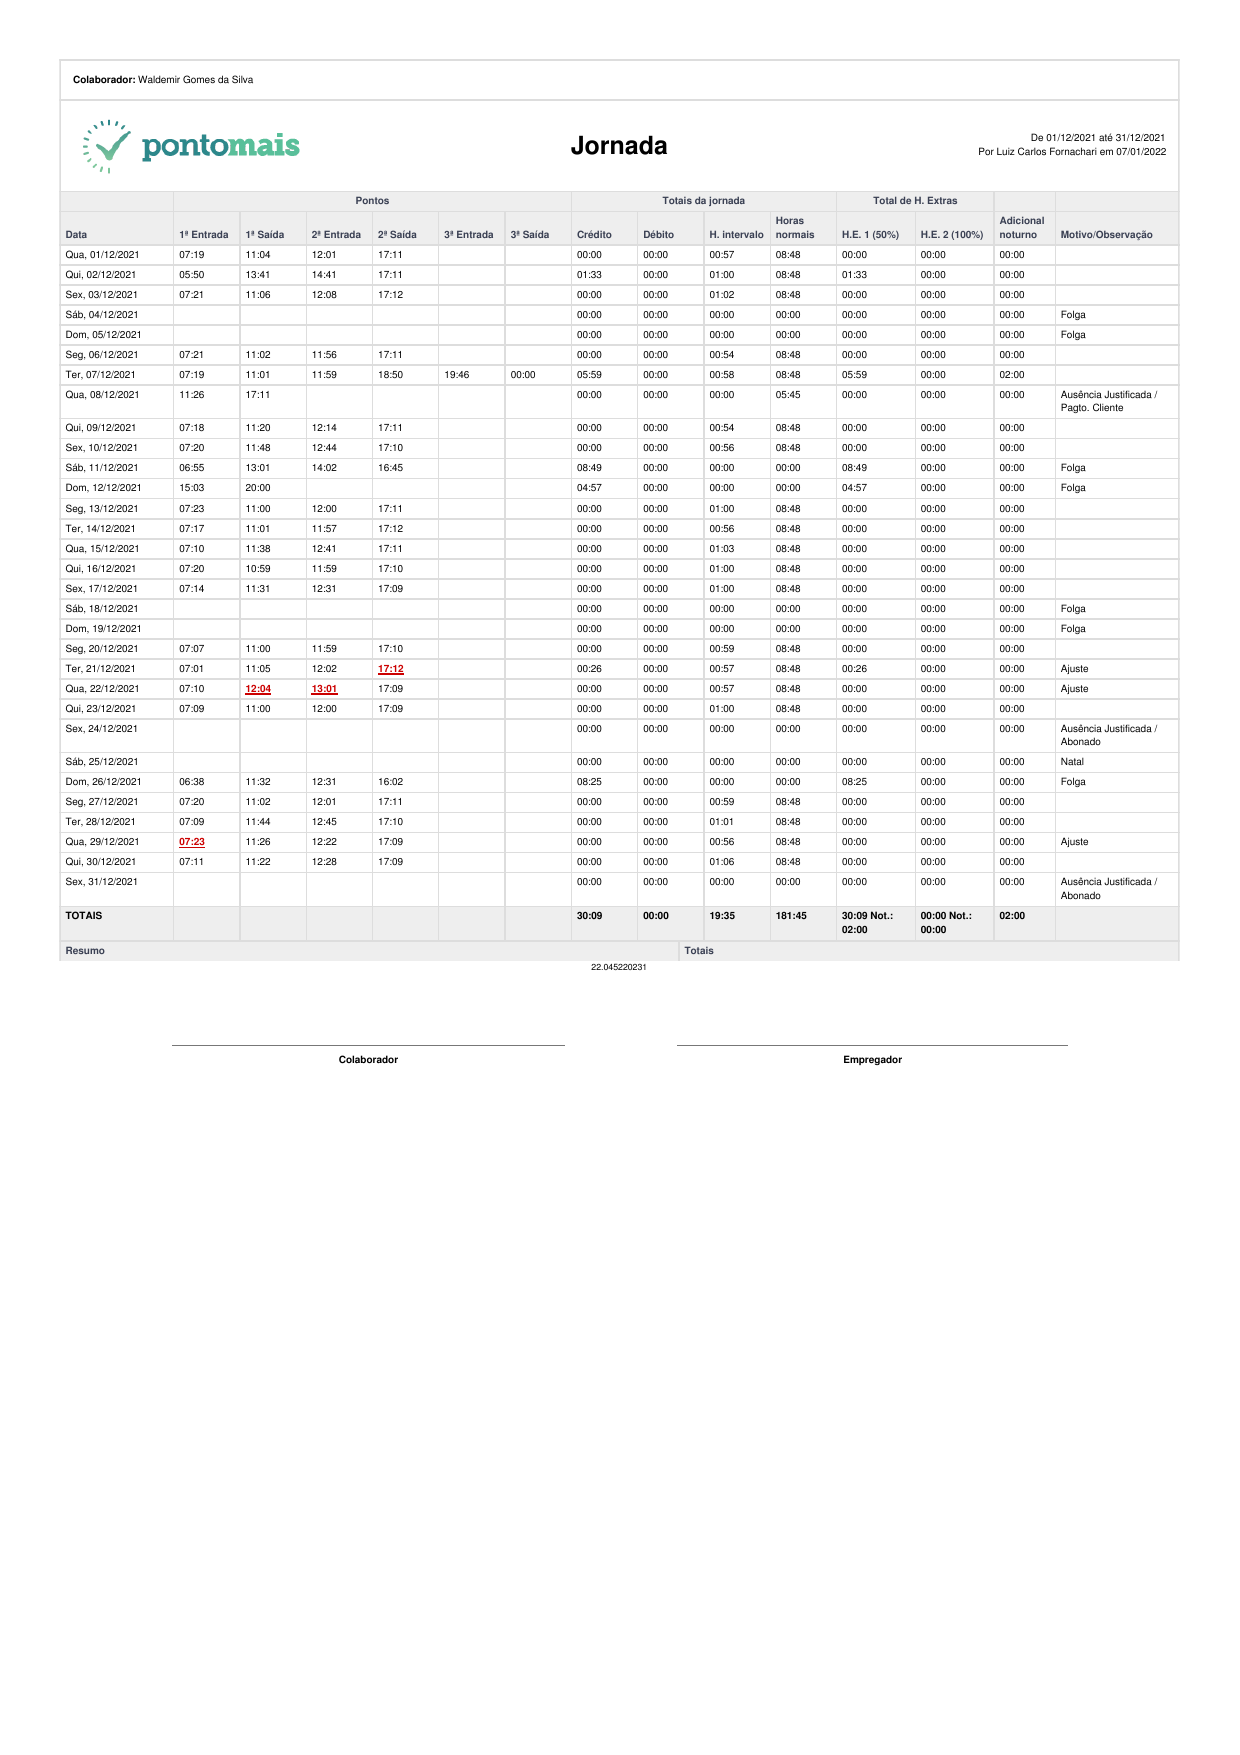 Colaborador: Waldemir Gomes da Silva
pontomais
Jornada
De 01/12/2021 até 31/12/2021
Por Luiz Carlos Fornachari em 07/01/2022
Pontos Totais da jornada Total de H. Extras
Data 1ª Entrada 1ª Saída 2ª Entrada 2ª Saída 3ª Entrada 3ª Saída Crédito Débito H. intervalo Horas normais H.E. 1 (50%) H.E. 2 (100%) Adicional noturno Motivo/Observação
Qua, 01/12/2021 07:19 11:04 12:01 17:11 00:00 00:00 00:57 08:48 00:00 00:00 00:00
Qui, 02/12/2021 05:50 13:41 14:41 17:11 01:33 00:00 01:00 08:48 01:33 00:00 00:00
Sex, 03/12/2021 07:21 11:06 12:08 17:12 00:00 00:00 01:02 08:48 00:00 00:00 00:00
Sáb, 04/12/2021 00:00 00:00 00:00 00:00 00:00 00:00 00:00 Folga
Dom, 05/12/2021 00:00 00:00 00:00 00:00 00:00 00:00 00:00 Folga
Seg, 06/12/2021 07:21 11:02 11:56 17:11 00:00 00:00 00:54 08:48 00:00 00:00 00:00
Ter, 07/12/2021 07:19 11:01 11:59 18:50 19:46 00:00 05:59 00:00 00:58 08:48 05:59 00:00 02:00
Qua, 08/12/2021 11:26 17:11 00:00 00:00 00:00 05:45 00:00 00:00 00:00 Ausência Justificada /
Pagto. Cliente
Qui, 09/12/2021 07:18 11:20 12:14 17:11 00:00 00:00 00:54 08:48 00:00 00:00 00:00
Sex, 10/12/2021 07:20 11:48 12:44 17:10 00:00 00:00 00:56 08:48 00:00 00:00 00:00
Sáb, 11/12/2021 06:55 13:01 14:02 16:45 08:49 00:00 00:00 00:00 08:49 00:00 00:00 Folga
Dom, 12/12/2021 15:03 20:00 04:57 00:00 00:00 00:00 04:57 00:00 00:00 Folga
Seg, 13/12/2021 07:23 11:00 12:00 17:11 00:00 00:00 01:00 08:48 00:00 00:00 00:00
Ter, 14/12/2021 07:17 11:01 11:57 17:12 00:00 00:00 00:56 08:48 00:00 00:00 00:00
Qua, 15/12/2021 07:10 11:38 12:41 17:11 00:00 00:00 01:03 08:48 00:00 00:00 00:00
Qui, 16/12/2021 07:20 10:59 11:59 17:10 00:00 00:00 01:00 08:48 00:00 00:00 00:00
Sex, 17/12/2021 07:14 11:31 12:31 17:09 00:00 00:00 01:00 08:48 00:00 00:00 00:00
Sáb, 18/12/2021 00:00 00:00 00:00 00:00 00:00 00:00 00:00 Folga
Dom, 19/12/2021 00:00 00:00 00:00 00:00 00:00 00:00 00:00 Folga
Seg, 20/12/2021 07:07 11:00 11:59 17:10 00:00 00:00 00:59 08:48 00:00 00:00 00:00
Ter, 21/12/2021 07:01 11:05 12:02 17:12 00:26 00:00 00:57 08:48 00:26 00:00 00:00 Ajuste
Qua, 22/12/2021 07:10 12:04 13:01 17:09 00:00 00:00 00:57 08:48 00:00 00:00 00:00 Ajuste
Qui, 23/12/2021 07:09 11:00 12:00 17:09 00:00 00:00 01:00 08:48 00:00 00:00 00:00
Sex, 24/12/2021 00:00 00:00 00:00 00:00 00:00 00:00 00:00 Ausência Justificada /
Abonado
Sáb, 25/12/2021 00:00 00:00 00:00 00:00 00:00 00:00 00:00 Natal
Dom, 26/12/2021 06:38 11:32 12:31 16:02 08:25 00:00 00:00 00:00 08:25 00:00 00:00 Folga
Seg, 27/12/2021 07:20 11:02 12:01 17:11 00:00 00:00 00:59 08:48 00:00 00:00 00:00
Ter, 28/12/2021 07:09 11:44 12:45 17:10 00:00 00:00 01:01 08:48 00:00 00:00 00:00
Qua, 29/12/2021 07:23 11:26 12:22 17:09 00:00 00:00 00:56 08:48 00:00 00:00 00:00 Ajuste
Qui, 30/12/2021 07:11 11:22 12:28 17:09 00:00 00:00 01:06 08:48 00:00 00:00 00:00
Sex, 31/12/2021 00:00 00:00 00:00 00:00 00:00 00:00 00:00 Ausência Justificada /
Abonado
TOTAIS 30:09 00:00 19:35 181:45 30:09 Not.: 00:00 Not.: 02:00
02:00 00:00
Resumo Totais
22.045220231
Colaborador Empregador